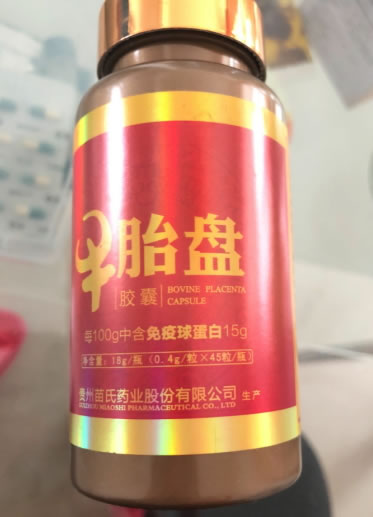 牛胎盘
胶囊
BOVINE PLACENTA
CAPSULE
每100g中含免疫球蛋白15g
净含量：18g/瓶（0.4g/粒×45粒/瓶）
贵州苗氏药业股份有限公司 生产
GUIZHOU MIAOSHI PHARMACEUTICAL CO., LTD